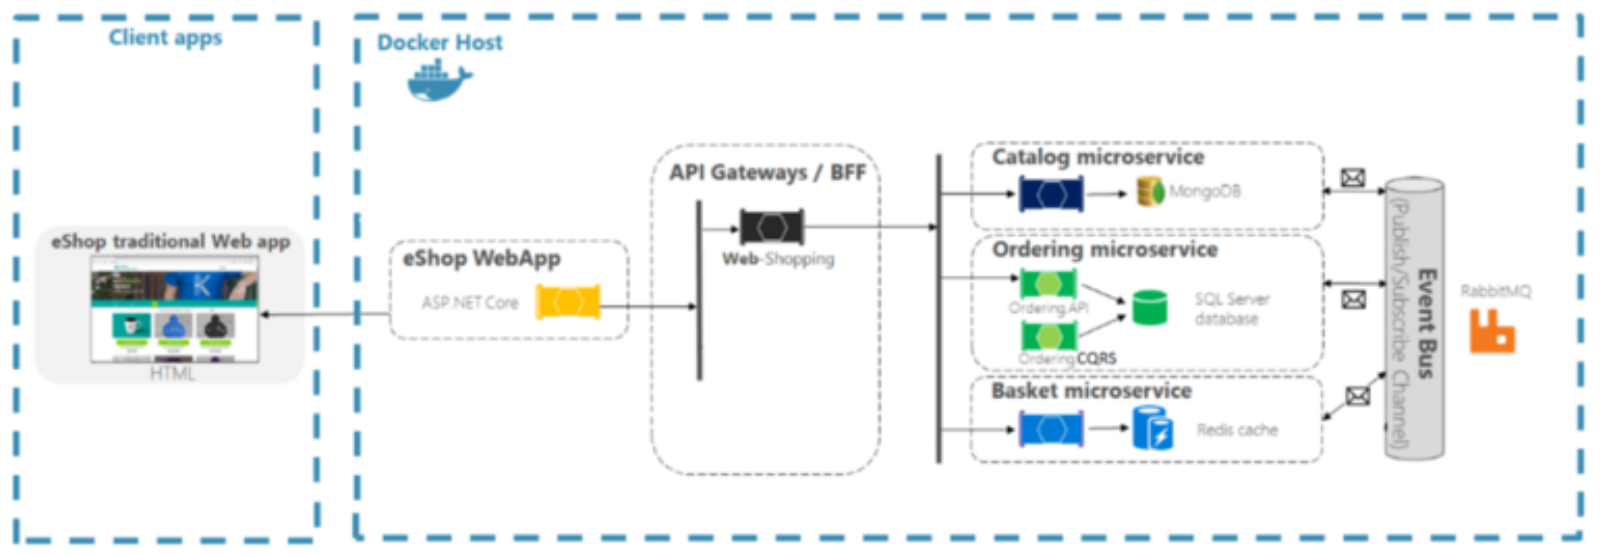 Client apps
eShop traditional Web app
HTML
Docker Host
eShop WebApp
ASP.NET Core
API Gateways / BFF
Web-Shopping
Catalog microservice
MongoDB
Ordering microservice
Ordering API
Ordering CQRS
SQL Server
database
Basket microservice
Redis cache
Event Bus
(Publish/Subscribe Channel)
RabbitMQ